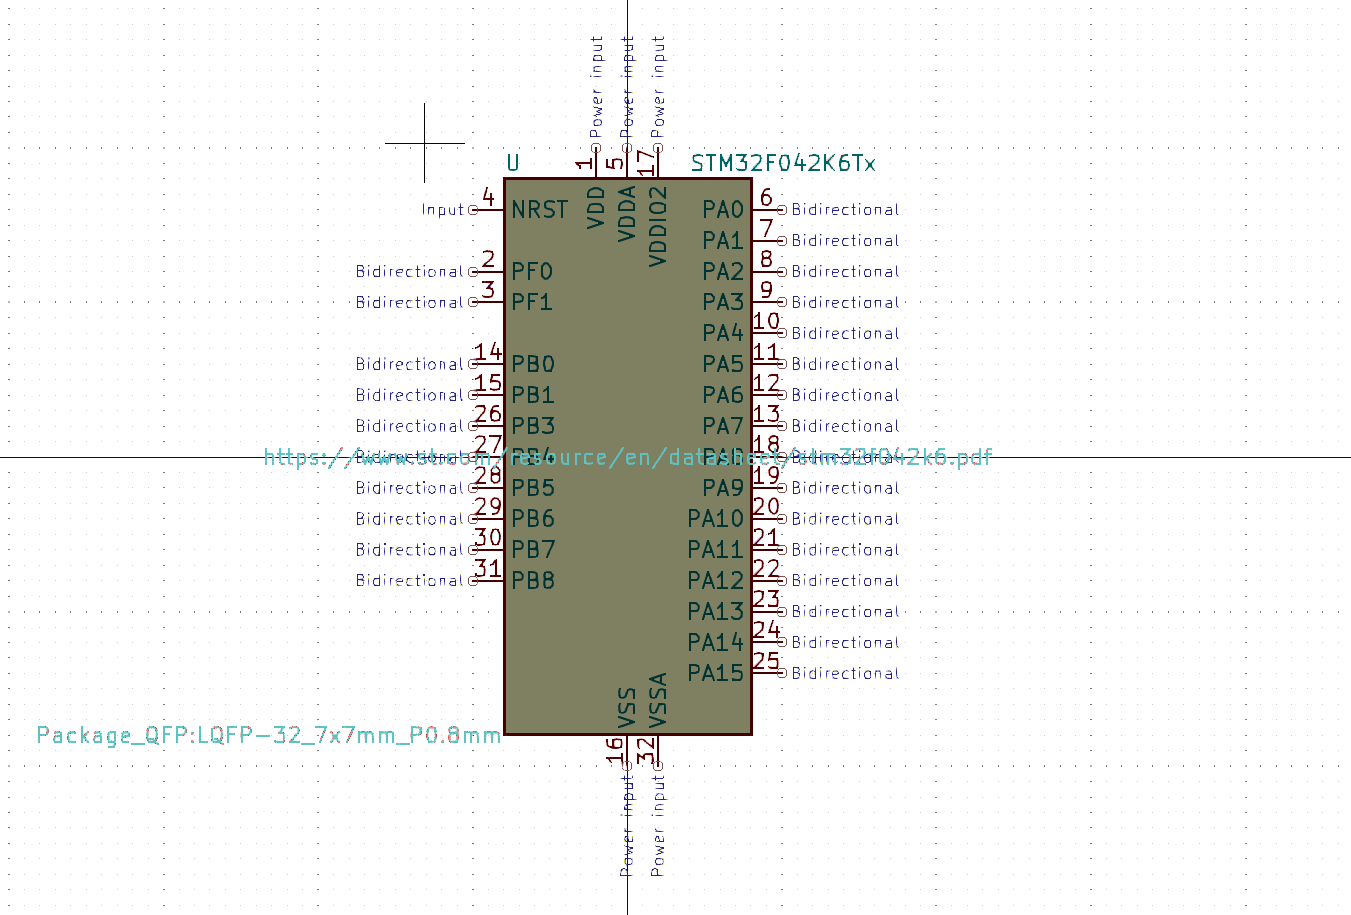 Power input Power input Power input
1 5 17
U STM32F042K6Tx
VDD VDDA VDDIO2
Input 4 NRST PA0 6 Bidirectional
PA1 7 Bidirectional
Bidirectional 2 PF0 PA2 8 Bidirectional
Bidirectional 3 PF1 PA3 9 Bidirectional
PA4 10 Bidirectional
Bidirectional 14 PB0 PA5 11 Bidirectional
Bidirectional 15 PB1 PA6 12 Bidirectional
Bidirectional 26 PB3 PA7 13 Bidirectional
Bidirectional 27 PB4 PA8 18 Bidirectional
https://www.st.com/resource/en/datasheet/stm32f042k6.pdf
Bidirectional 28 PB5 PA9 19 Bidirectional
Bidirectional 29 PB6 PA10 20 Bidirectional
Bidirectional 30 PB7 PA11 21 Bidirectional
Bidirectional 31 PB8 PA12 22 Bidirectional
PA13 23 Bidirectional
PA14 24 Bidirectional
PA15 25 Bidirectional
VSS VSSA
Package_QFP:LQFP-32_7x7mm_P0.8mm
16 32
Power input Power input